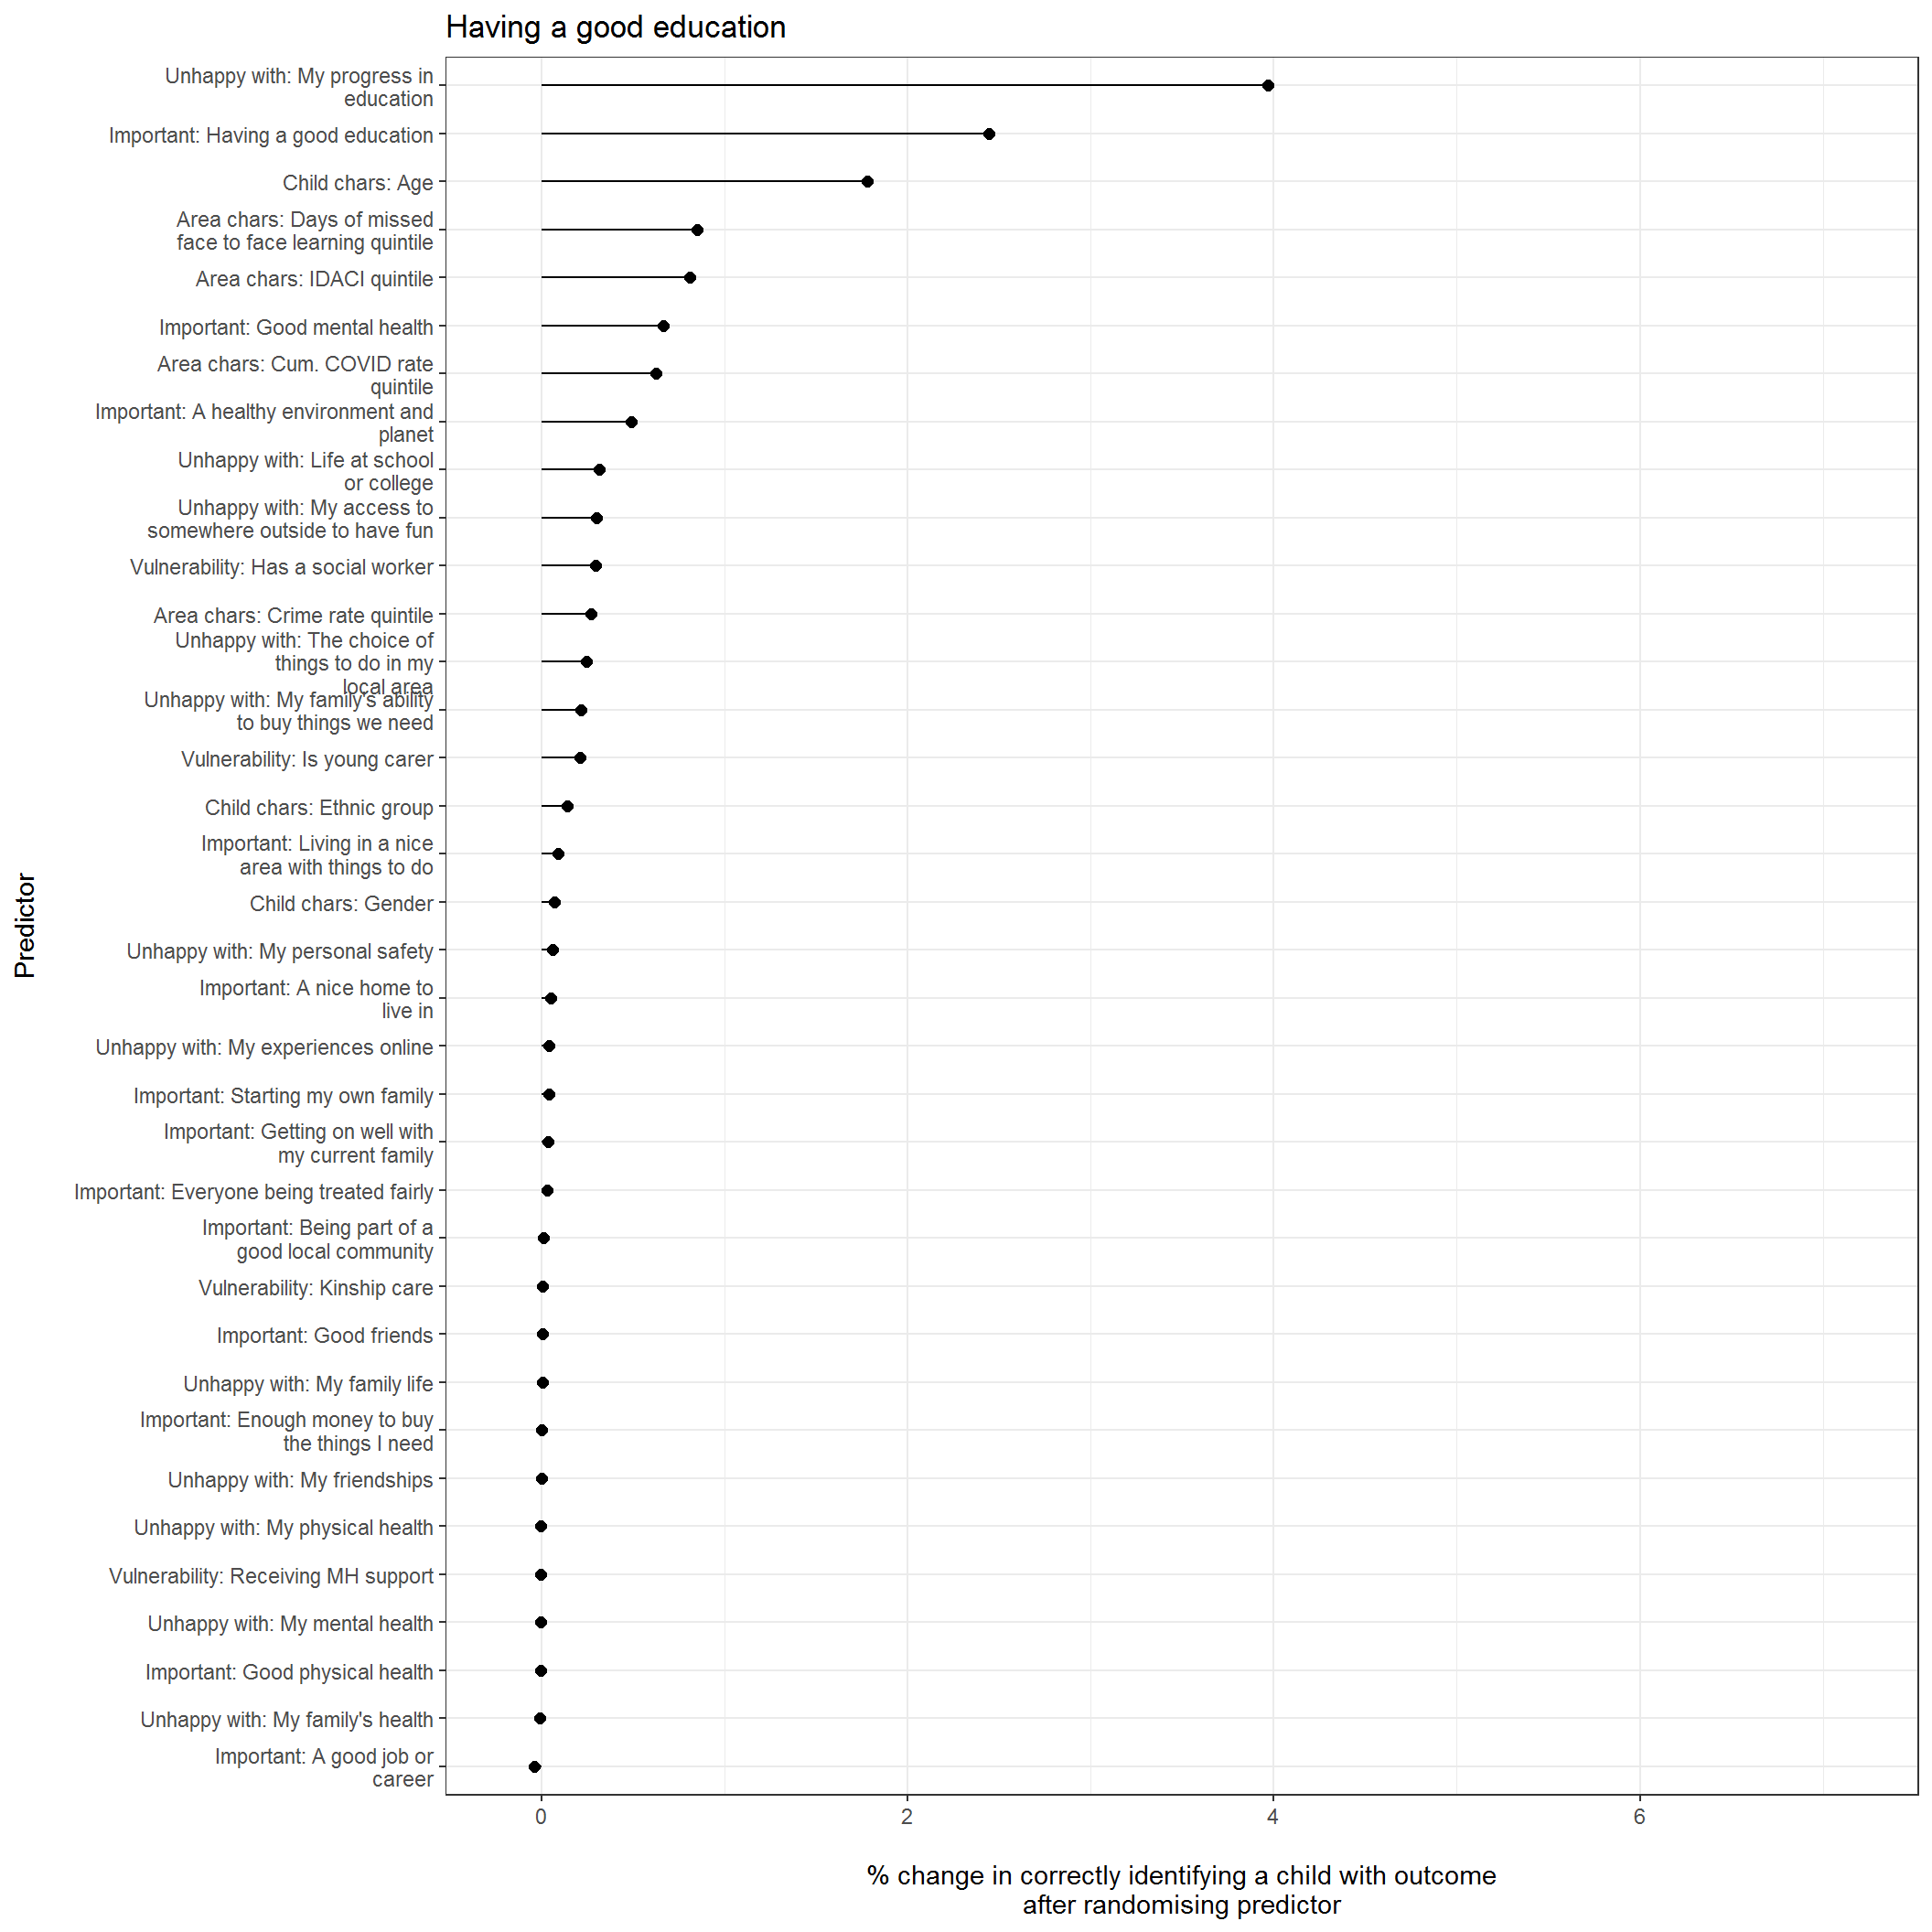 Having a good education
Unhappy with: My progress in
education
Important: Having a good education
Child chars: Age
Area chars: Days of missed
face to face learning quintile
Area chars: IDACI quintile
Important: Good mental health
Area chars: Cum. COVID rate
quintile
Important: A healthy environment and
planet
Unhappy with: Life at school
or college
Unhappy with: My access to
somewhere outside to have fun
Vulnerability: Has a social worker
Area chars: Crime rate quintile
Unhappy with: The choice of
things to do in my
local area
Unhappy with: My family's ability
to buy things we need
Vulnerability: Is young carer
Child chars: Ethnic group
Important: Living in a nice
area with things to do
Child chars: Gender
Unhappy with: My personal safety
Important: A nice home to
live in
Unhappy with: My experiences online
Important: Starting my own family
Important: Getting on well with
my current family
Important: Everyone being treated fairly
Important: Being part of a
good local community
Vulnerability: Kinship care
Important: Good friends
Unhappy with: My family life
Important: Enough money to buy
the things I need
Unhappy with: My friendships
Unhappy with: My physical health
Vulnerability: Receiving MH support
Unhappy with: My mental health
Important: Good physical health
Unhappy with: My family's health
Important: A good job or
career
Predictor
0 2 4 6
% change in correctly identifying a child with outcome
after randomising predictor